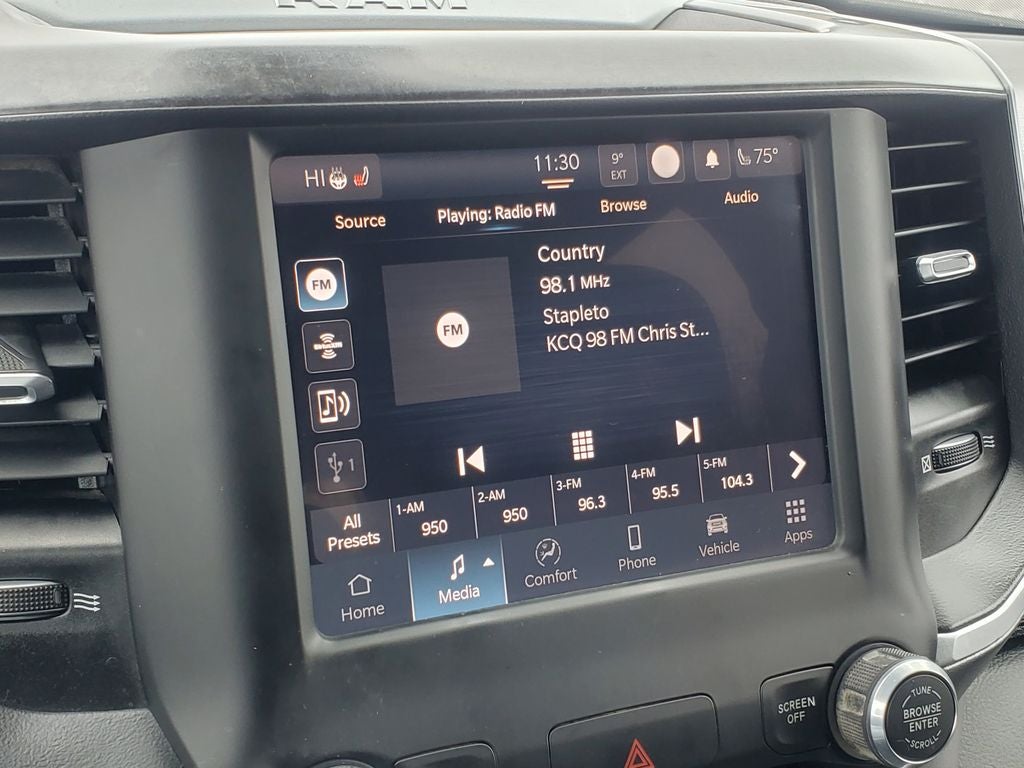 RAM
HI
11:30
9°
EXT
75°
Source
Playing: Radio FM
Browse
Audio
FM
FM
Country
98.1 MHz
Stapleto
KCQ 98 FM Chris St...
SiriusXM
1
All
Presets
1-AM
950
2-AM
950
3-FM
96.3
4-FM
95.5
5-FM
104.3
Home
Media
Comfort
Phone
Vehicle
Apps
SCREEN
OFF
TUNE
BROWSE
ENTER
SCROLL